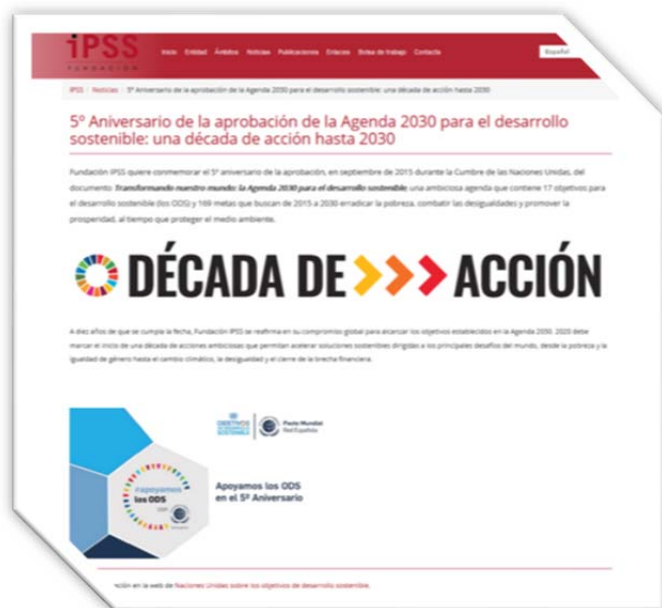 iPSS
FUNDACIÓN
Inicio Entidad Ámbitos Noticias Publicaciones Enlaces Bolsa de trabajo Contacto
Español
IPSS / Noticias / 5º Aniversario de la aprobación de la Agenda 2030 para el desarrollo sostenible: una década de acción hasta 2030
5º Aniversario de la aprobación de la Agenda 2030 para el desarrollo
sostenible: una década de acción hasta 2030
Fundación IPSS quiere conmemorar el 5º aniversario de la aprobación, en septiembre de 2015 durante la Cumbre de las Naciones Unidas, del
documento Transformando nuestro mundo: la Agenda 2030 para el desarrollo sostenible, una ambiciosa agenda que contiene 17 objetivos para
el desarrollo sostenible (los ODS) y 169 metas que buscan de 2015 a 2030 erradicar la pobreza, combatir las desigualdades y promover la
prosperidad, al tiempo que proteger el medio ambiente.
DÉCADA DE >>> ACCIÓN
A diez años de que se cumpla la fecha, Fundación IPSS se reafirma en su compromiso global para alcanzar los objetivos establecidos en la Agenda 2030. 2020 debe
marcar el inicio de una década de acciones ambiciosas que permitan acelerar soluciones sostenibles dirigidas a los principales desafíos del mundo, desde la pobreza y la
igualdad de género hasta el cambio climático, la desigualdad y el cierre de la brecha financiera.
OBJETIVOS
DE DESARROLLO
SOSTENIBLE
Pacto Mundial
Red Española
#apoyamos
los ODS
Apoyamos los ODS
en el 5º Aniversario
en la web de Naciones Unidas sobre los objetivos de desarrollo sostenible.